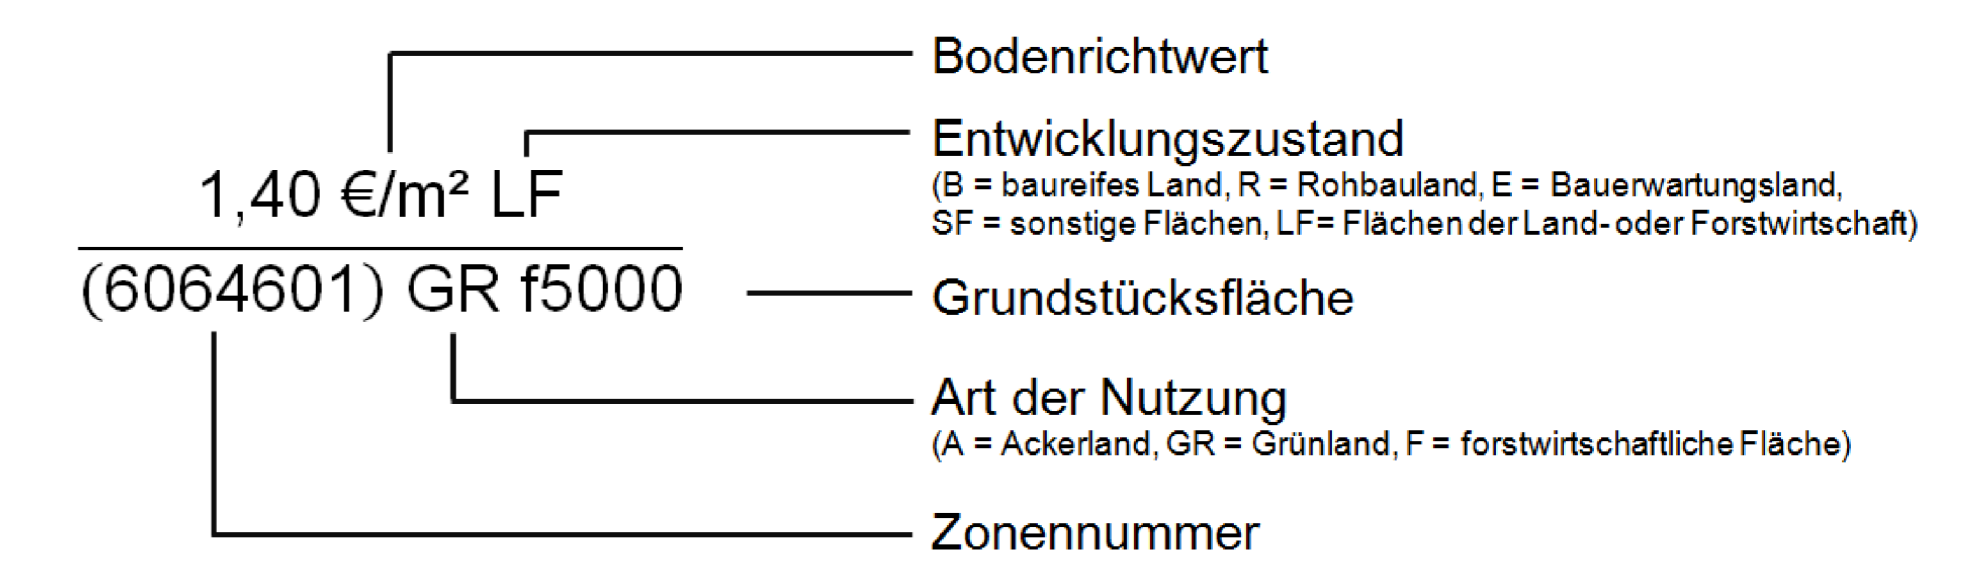 Bodenrichtwert
Entwicklungszustand
(B = baureifes Land, R = Rohbauland, E = Bauerwartungsland,
SF = sonstige Flächen, LF= Flächen der Land- oder Forstwirtschaft)
1,40 €/m² LF
(6064601) GR f5000
Grundstücksfläche
Art der Nutzung
(A = Ackerland, GR = Grünland, F = forstwirtschaftliche Fläche)
Zonennummer